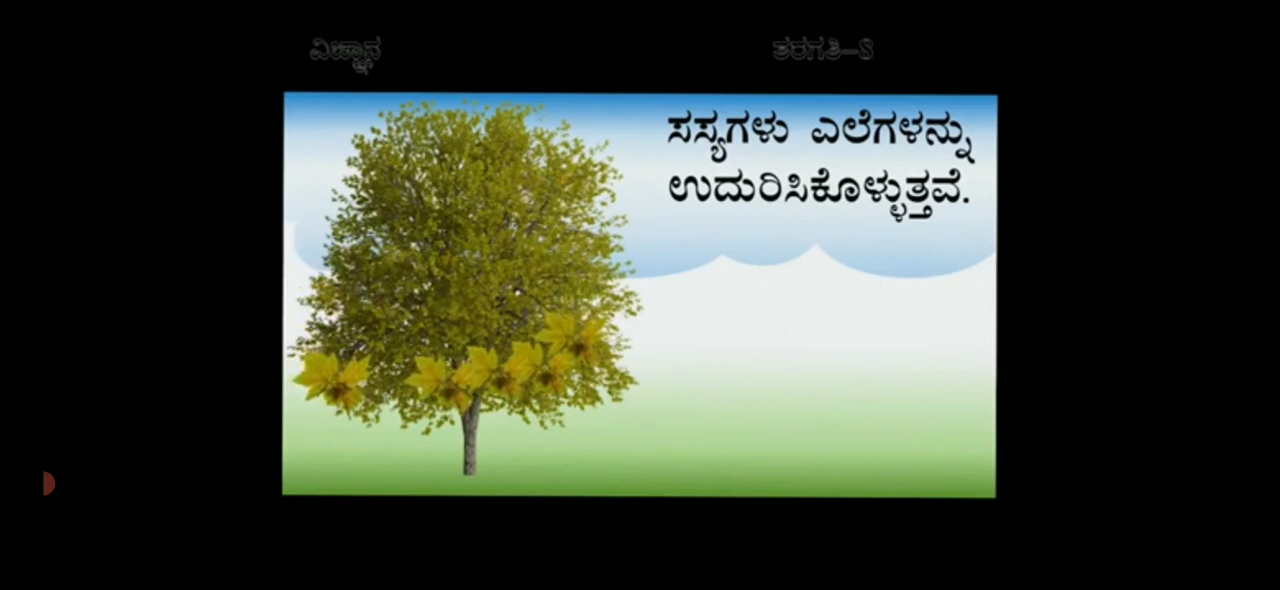 ವಿಜ್ಞಾನ ತರಗತಿ–8
ಸಸ್ಯಗಳು ಎಲೆಗಳನ್ನು
ಉದುರಿಸಿಕೊಳ್ಳುತ್ತವೆ.